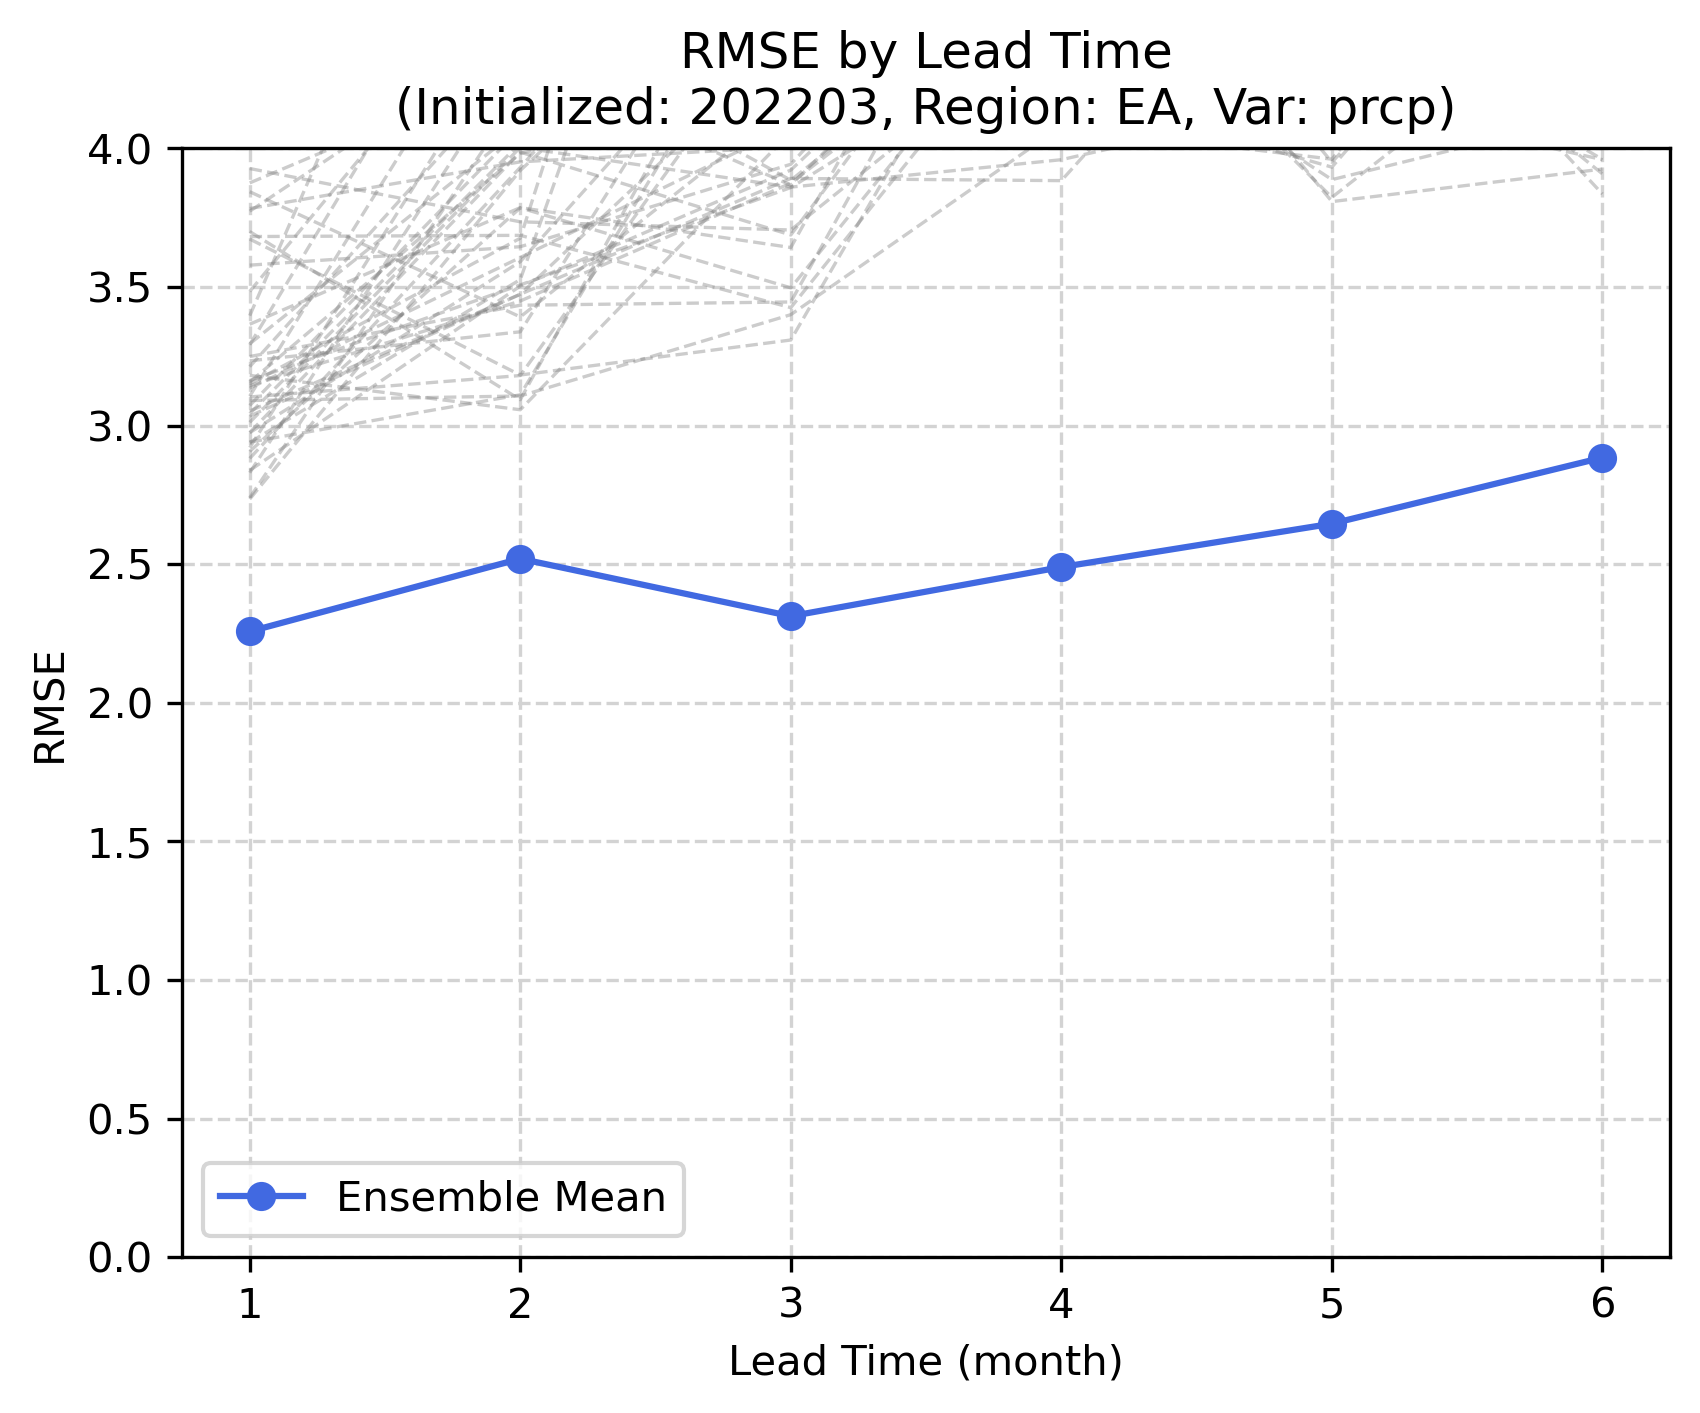 RMSE by Lead Time
(Initialized: 202203, Region: EA, Var: prcp)
4.0
3.5
3.0
2.5
2.0
1.5
1.0
0.5
0.0
RMSE
Ensemble Mean
1 2 3 4 5 6
Lead Time (month)